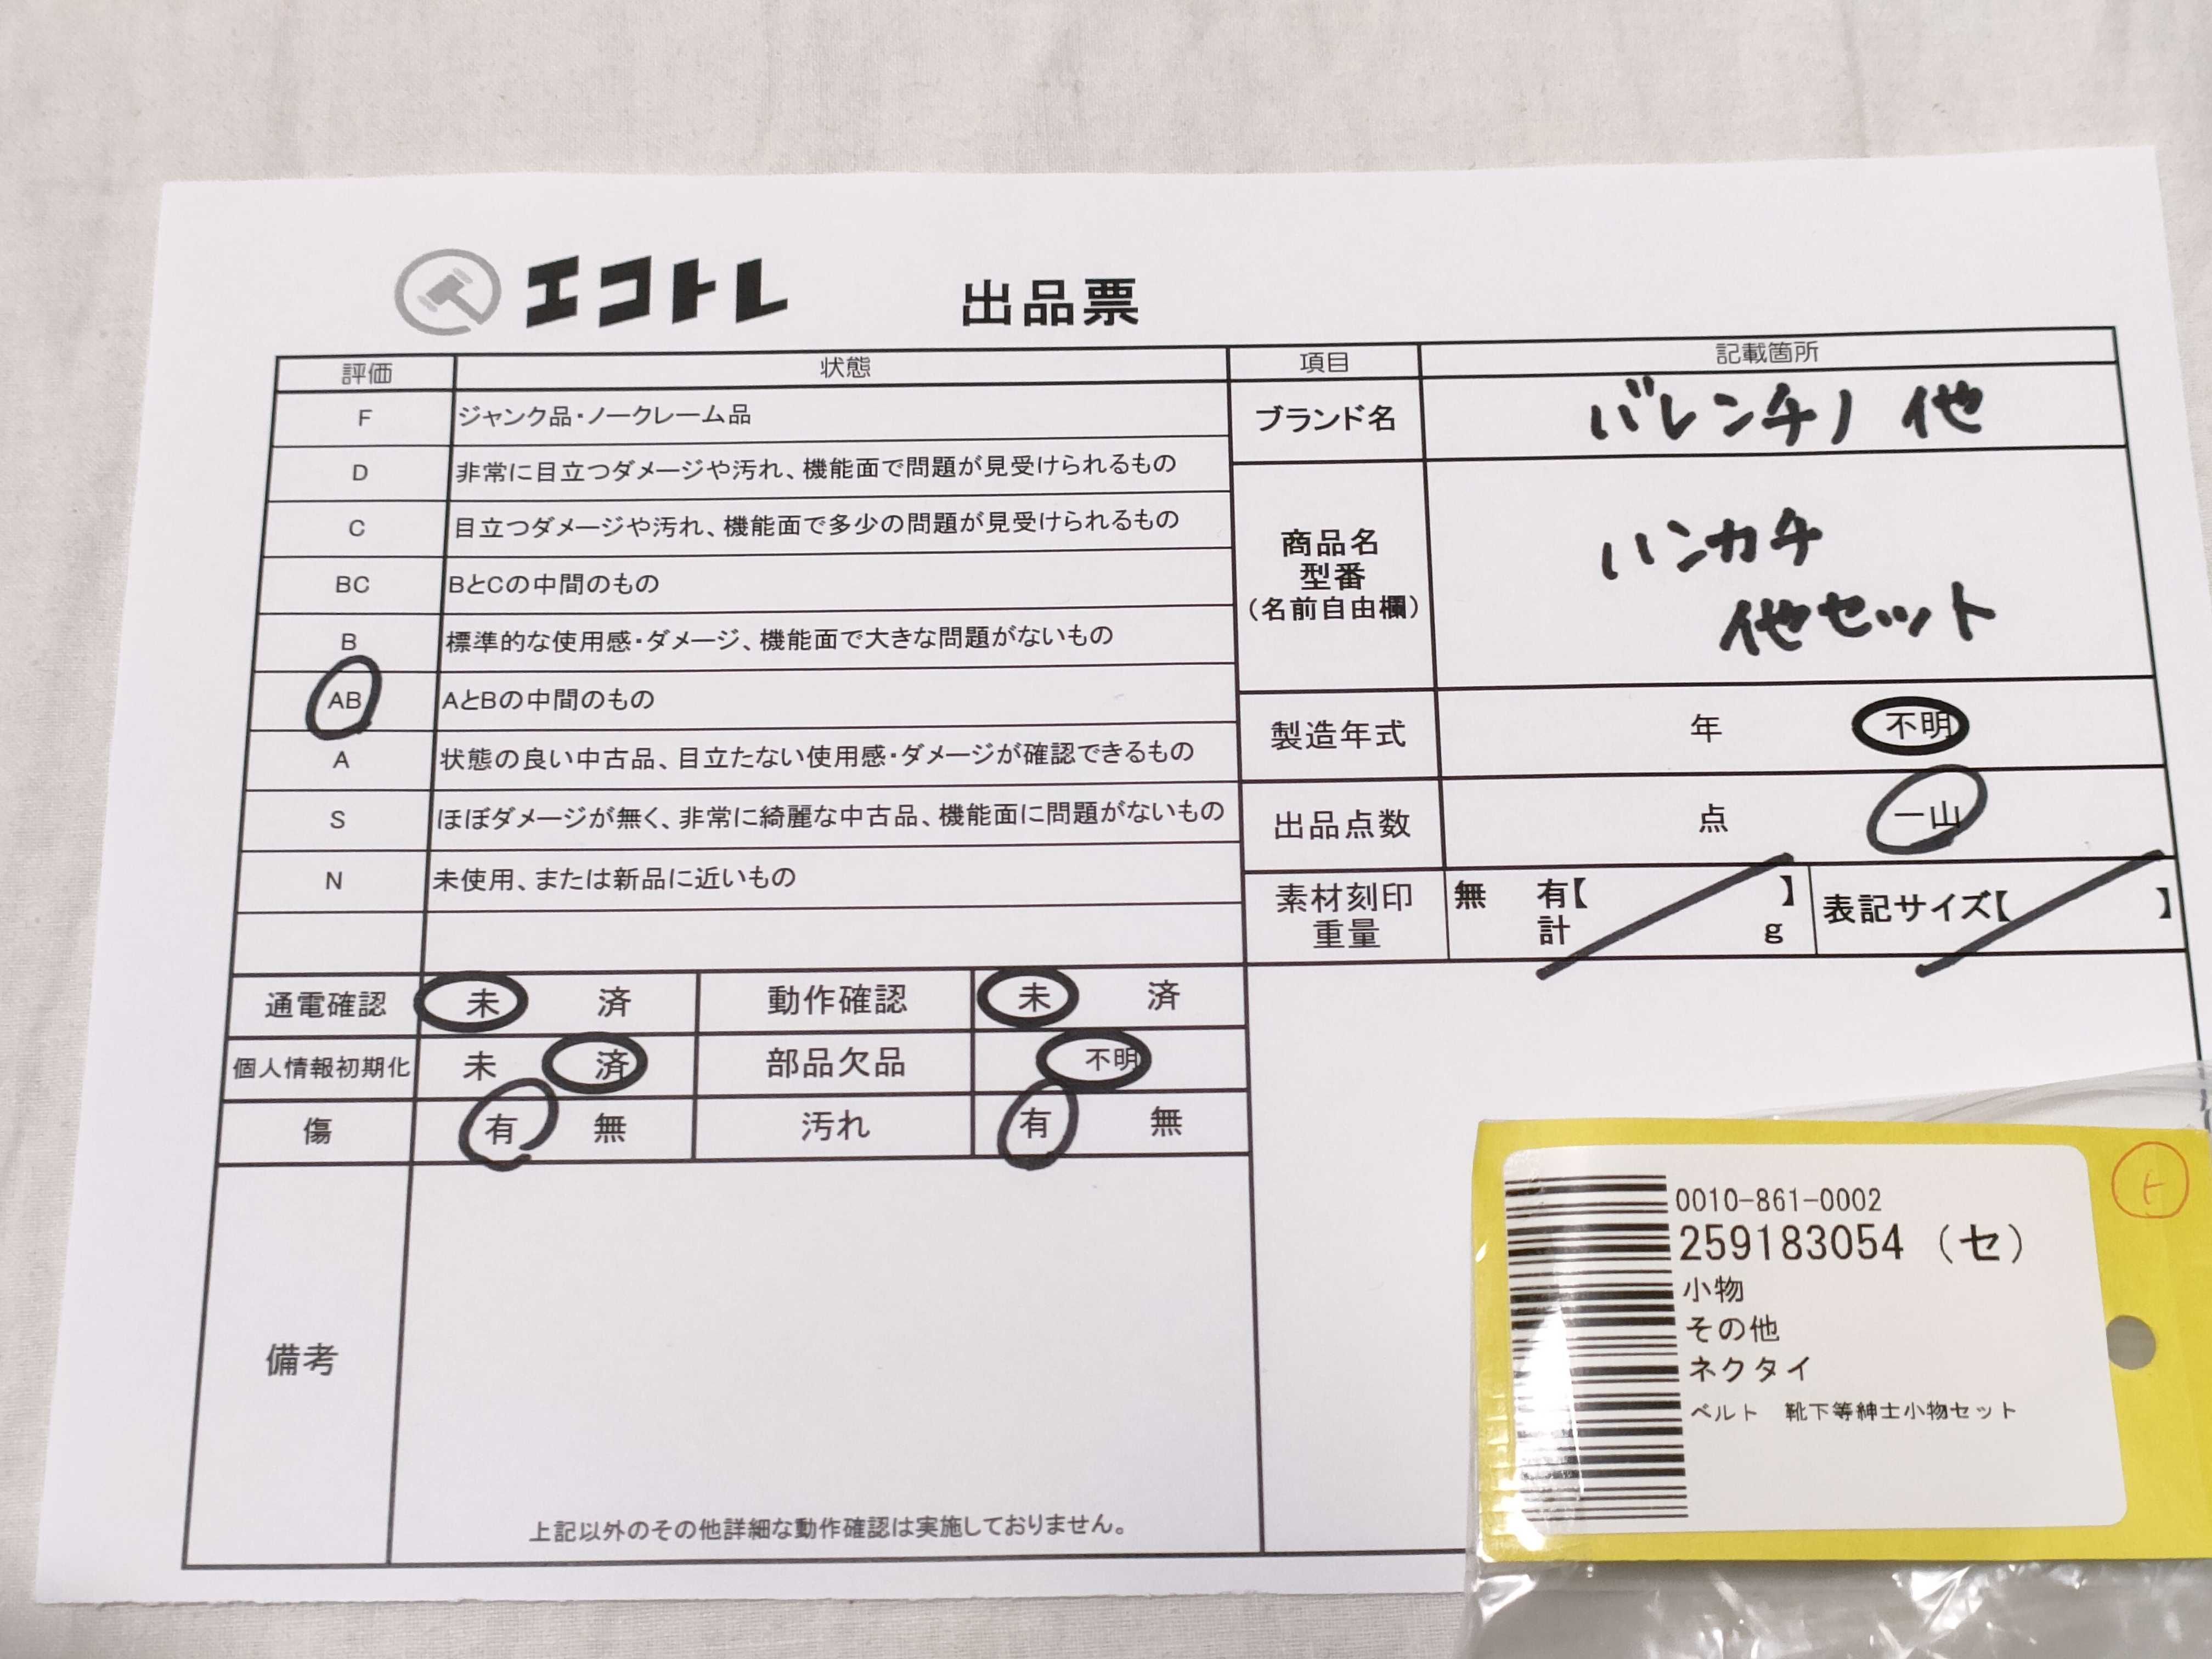 エコトレ 出品票
評価 状態
F ジャンク品・ノークレーム品
D 非常に目立つダメージや汚れ、機能面で問題が見受けられるもの
C 目立つダメージや汚れ、機能面で多少の問題が見受けられるもの
BC BとCの中間のもの
B 標準的な使用感・ダメージ、機能面で大きな問題がないもの
AB AとBの中間のもの
A 状態の良い中古品、目立たない使用感・ダメージが確認できるもの
S ほぼダメージが無く、非常に綺麗な中古品、機能面に問題がないもの
N 未使用、または新品に近いもの
通電確認 未 済 動作確認 未 済
個人情報初期化 未 済 部品欠品 不明
傷 有 無 汚れ 有 無
備考
上記以外のその他詳細な動作確認は実施しておりません。
項目 記載箇所
ブランド名 バレンチノ 他
商品名
型番
(名前自由欄)
ハンカチ
他セット
製造年式 年 不明
出品点数 点 一山
素材刻印
重量
無 有【 】
計 g
表記サイズ【 】
0010-861-0002
259183054 (セ)
小物
その他
ネクタイ
ベルト 靴下等紳士小物セット